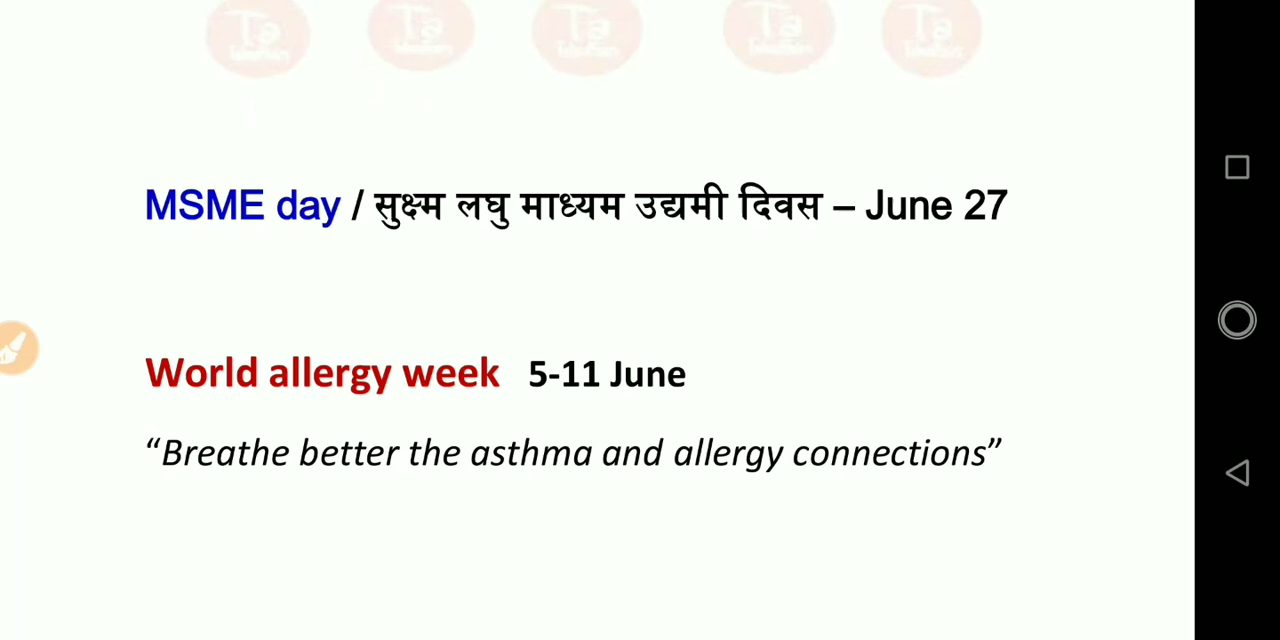 MSME day / सुक्ष्म लघु माध्यम उद्यमी दिवस – June 27
World allergy week 5-11 June
“Breathe better the asthma and allergy connections”